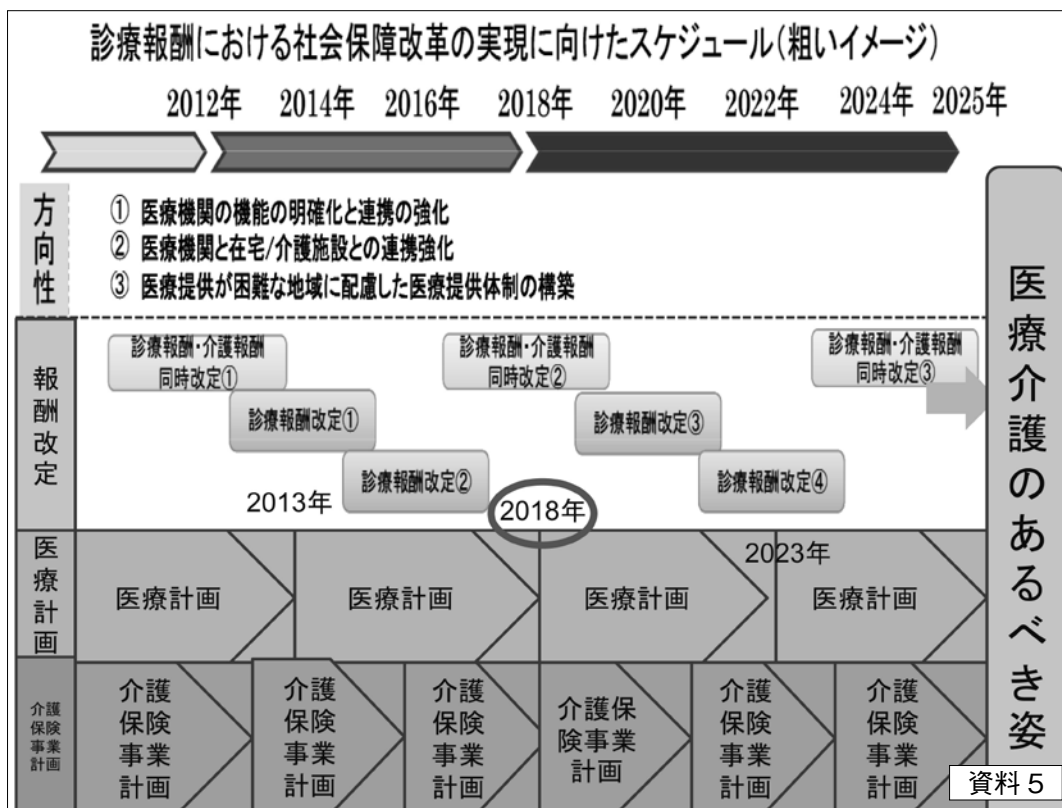 診療報酬における社会保障改革の実現に向けたスケジュール(粗いイメージ)
2012年 2014年 2016年 2018年 2020年 2022年 2024年 2025年
方向性
① 医療機関の機能の明確化と連携の強化
② 医療機関と在宅/介護施設との連携強化
③ 医療提供が困難な地域に配慮した医療提供体制の構築
報酬改定
診療報酬・介護報酬
同時改定①
診療報酬改定①
診療報酬改定②
診療報酬・介護報酬
同時改定②
診療報酬改定③
診療報酬改定④
診療報酬・介護報酬
同時改定③
2013年
2018年
2023年
医療計画
医療計画
医療計画
医療計画
医療計画
介護
保険
事業
計画
介護
保険
事業
計画
介護
保険
事業
計画
介護
保険
事業
計画
介護保
険事業
計画
介護
保険
事業
計画
介護
保険
事業
計画
医療介護のあるべき姿
資料5